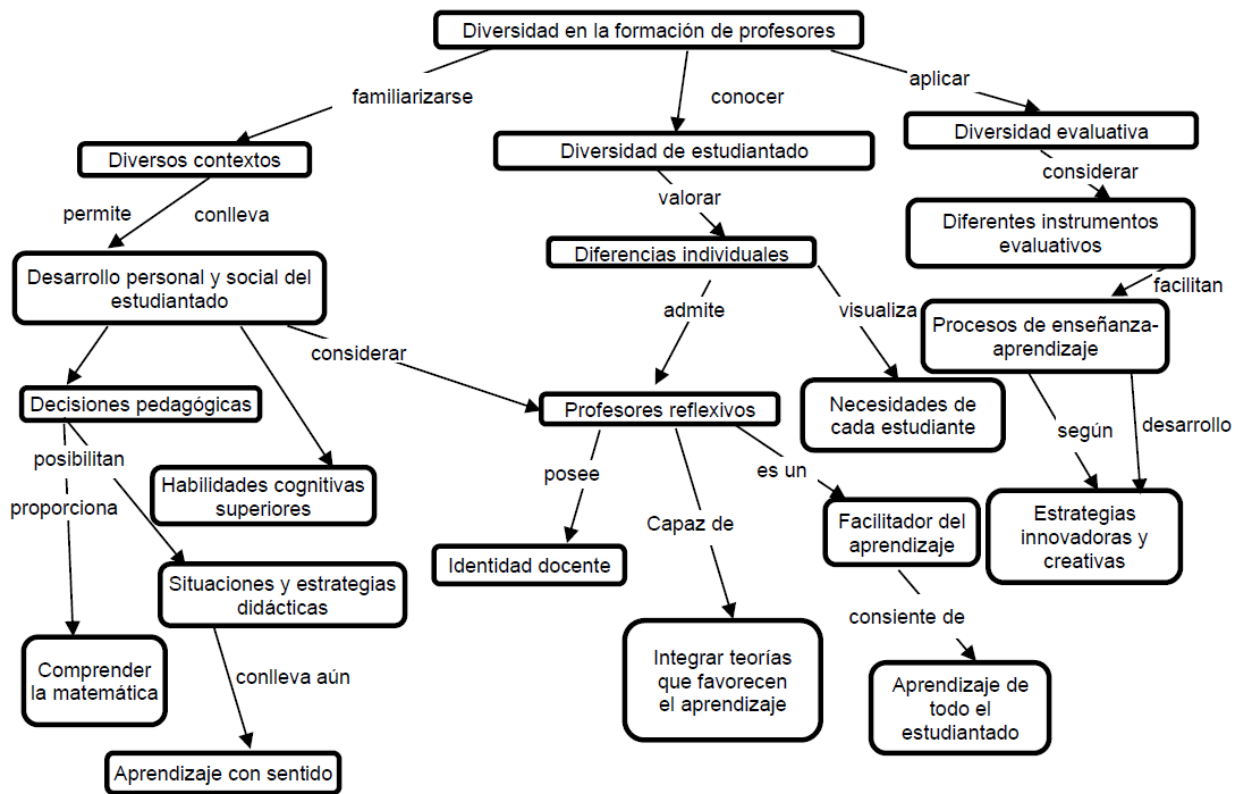 Diversidad en la formación de profesores
familiarizarse
conocer
aplicar
Diversos contextos
Diversidad de estudiantado
Diversidad evaluativa
permite
conlleva
valorar
considerar
Desarrollo personal y social del
estudiantado
Diferencias individuales
Diferentes instrumentos
evaluativos
considerar
admite
visualiza
facilitan
Procesos de enseñanza-
aprendizaje
Decisiones pedagógicas
Profesores reflexivos
Necesidades de
cada estudiante
según
desarrollo
posibilitan
proporciona
Habilidades cognitivas
superiores
posee
Capaz de
es un
Identidad docente
Facilitador del
aprendizaje
Estrategias
innovadoras y
creativas
Situaciones y estrategias
didácticas
consiente de
Comprender
la matemática
conlleva aún
Integrar teorías
que favorecen
el aprendizaje
Aprendizaje de
todo el
estudiantado
Aprendizaje con sentido